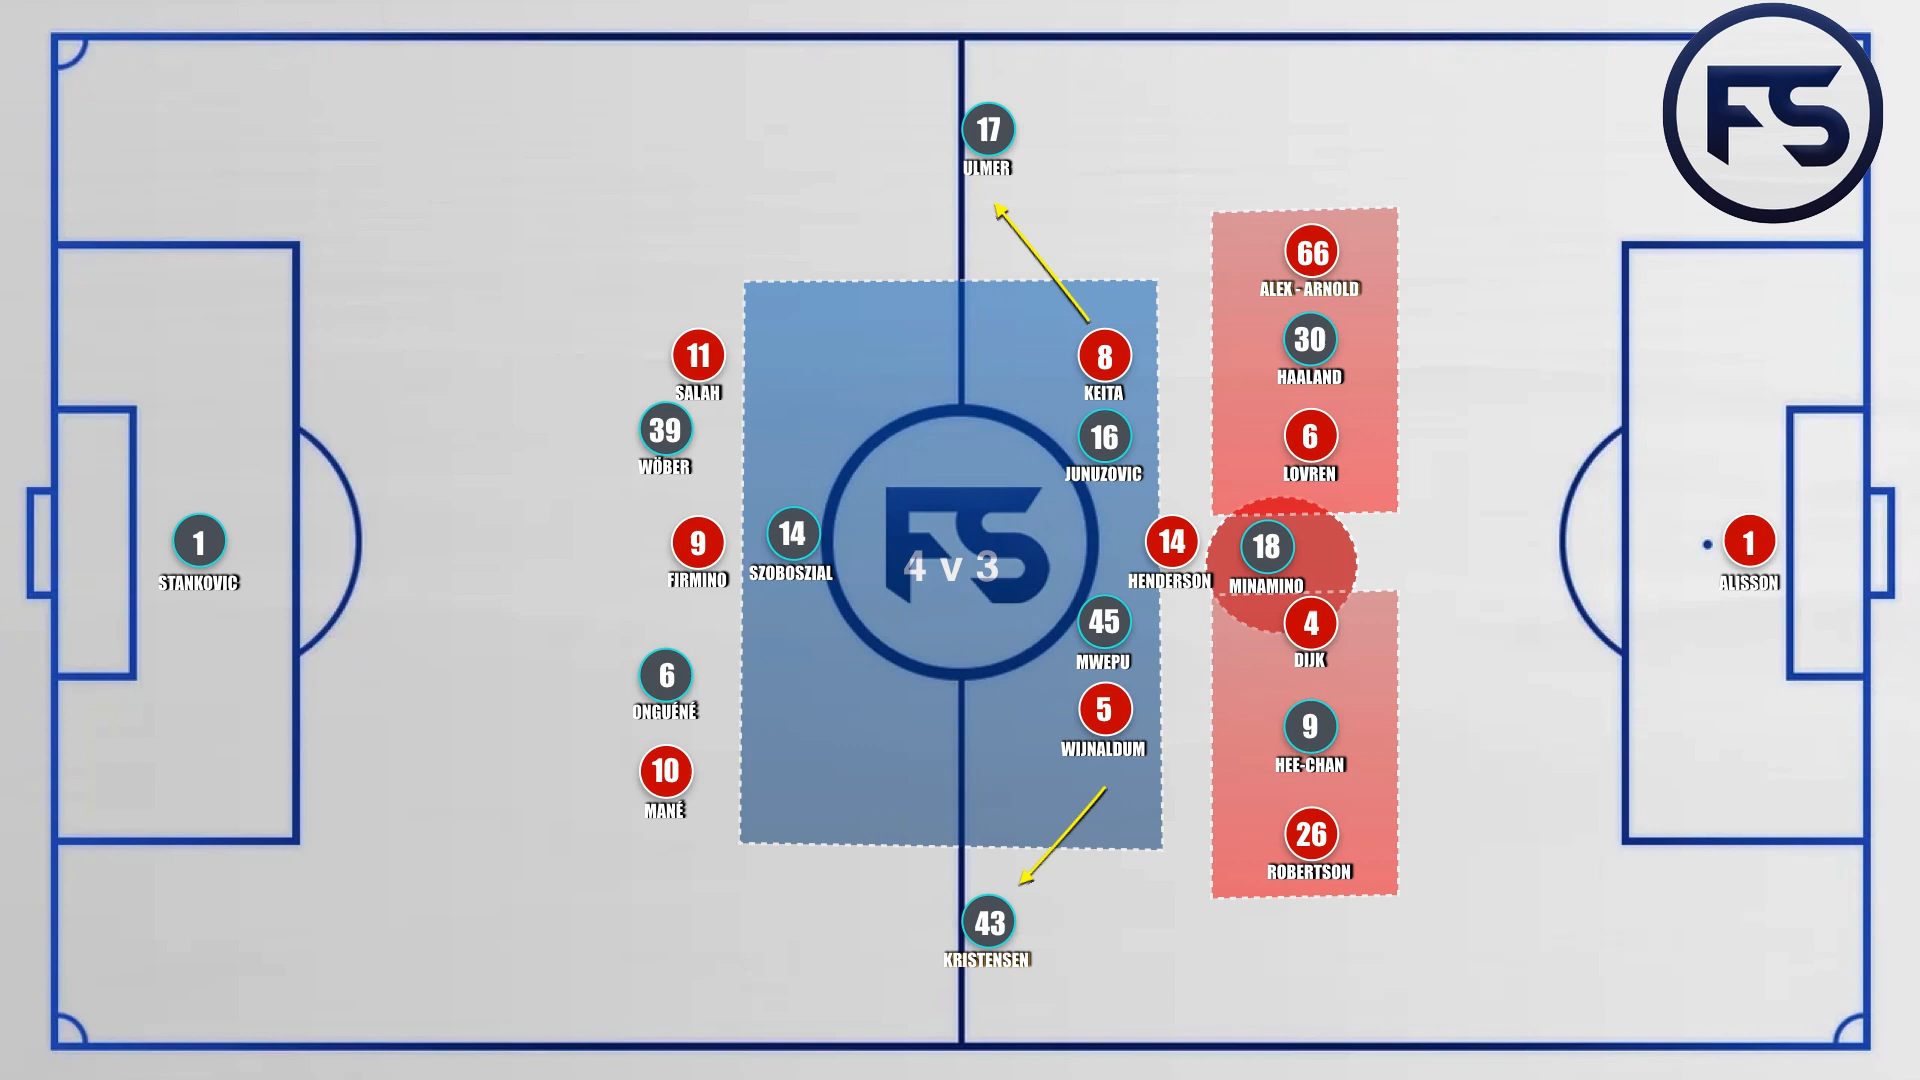 FS
17
ULMER
66
ALEX - ARNOLD
11
SALAH
8
KEITA
30
HAALAND
39
WÖBER
16
JUNUZOVIC
6
LOVREN
1
STANKOVIC
9
FIRMINO
14
SZOBOSZIAL
FS
4 v 3
14
HENDERSON
18
MINAMINO
1
ALISSON
45
MWEPU
4
DIJK
6
ONGUÉNÉ
5
WIJNALDUM
9
HEE-CHAN
10
MANÉ
26
ROBERTSON
43
KRISTENSEN